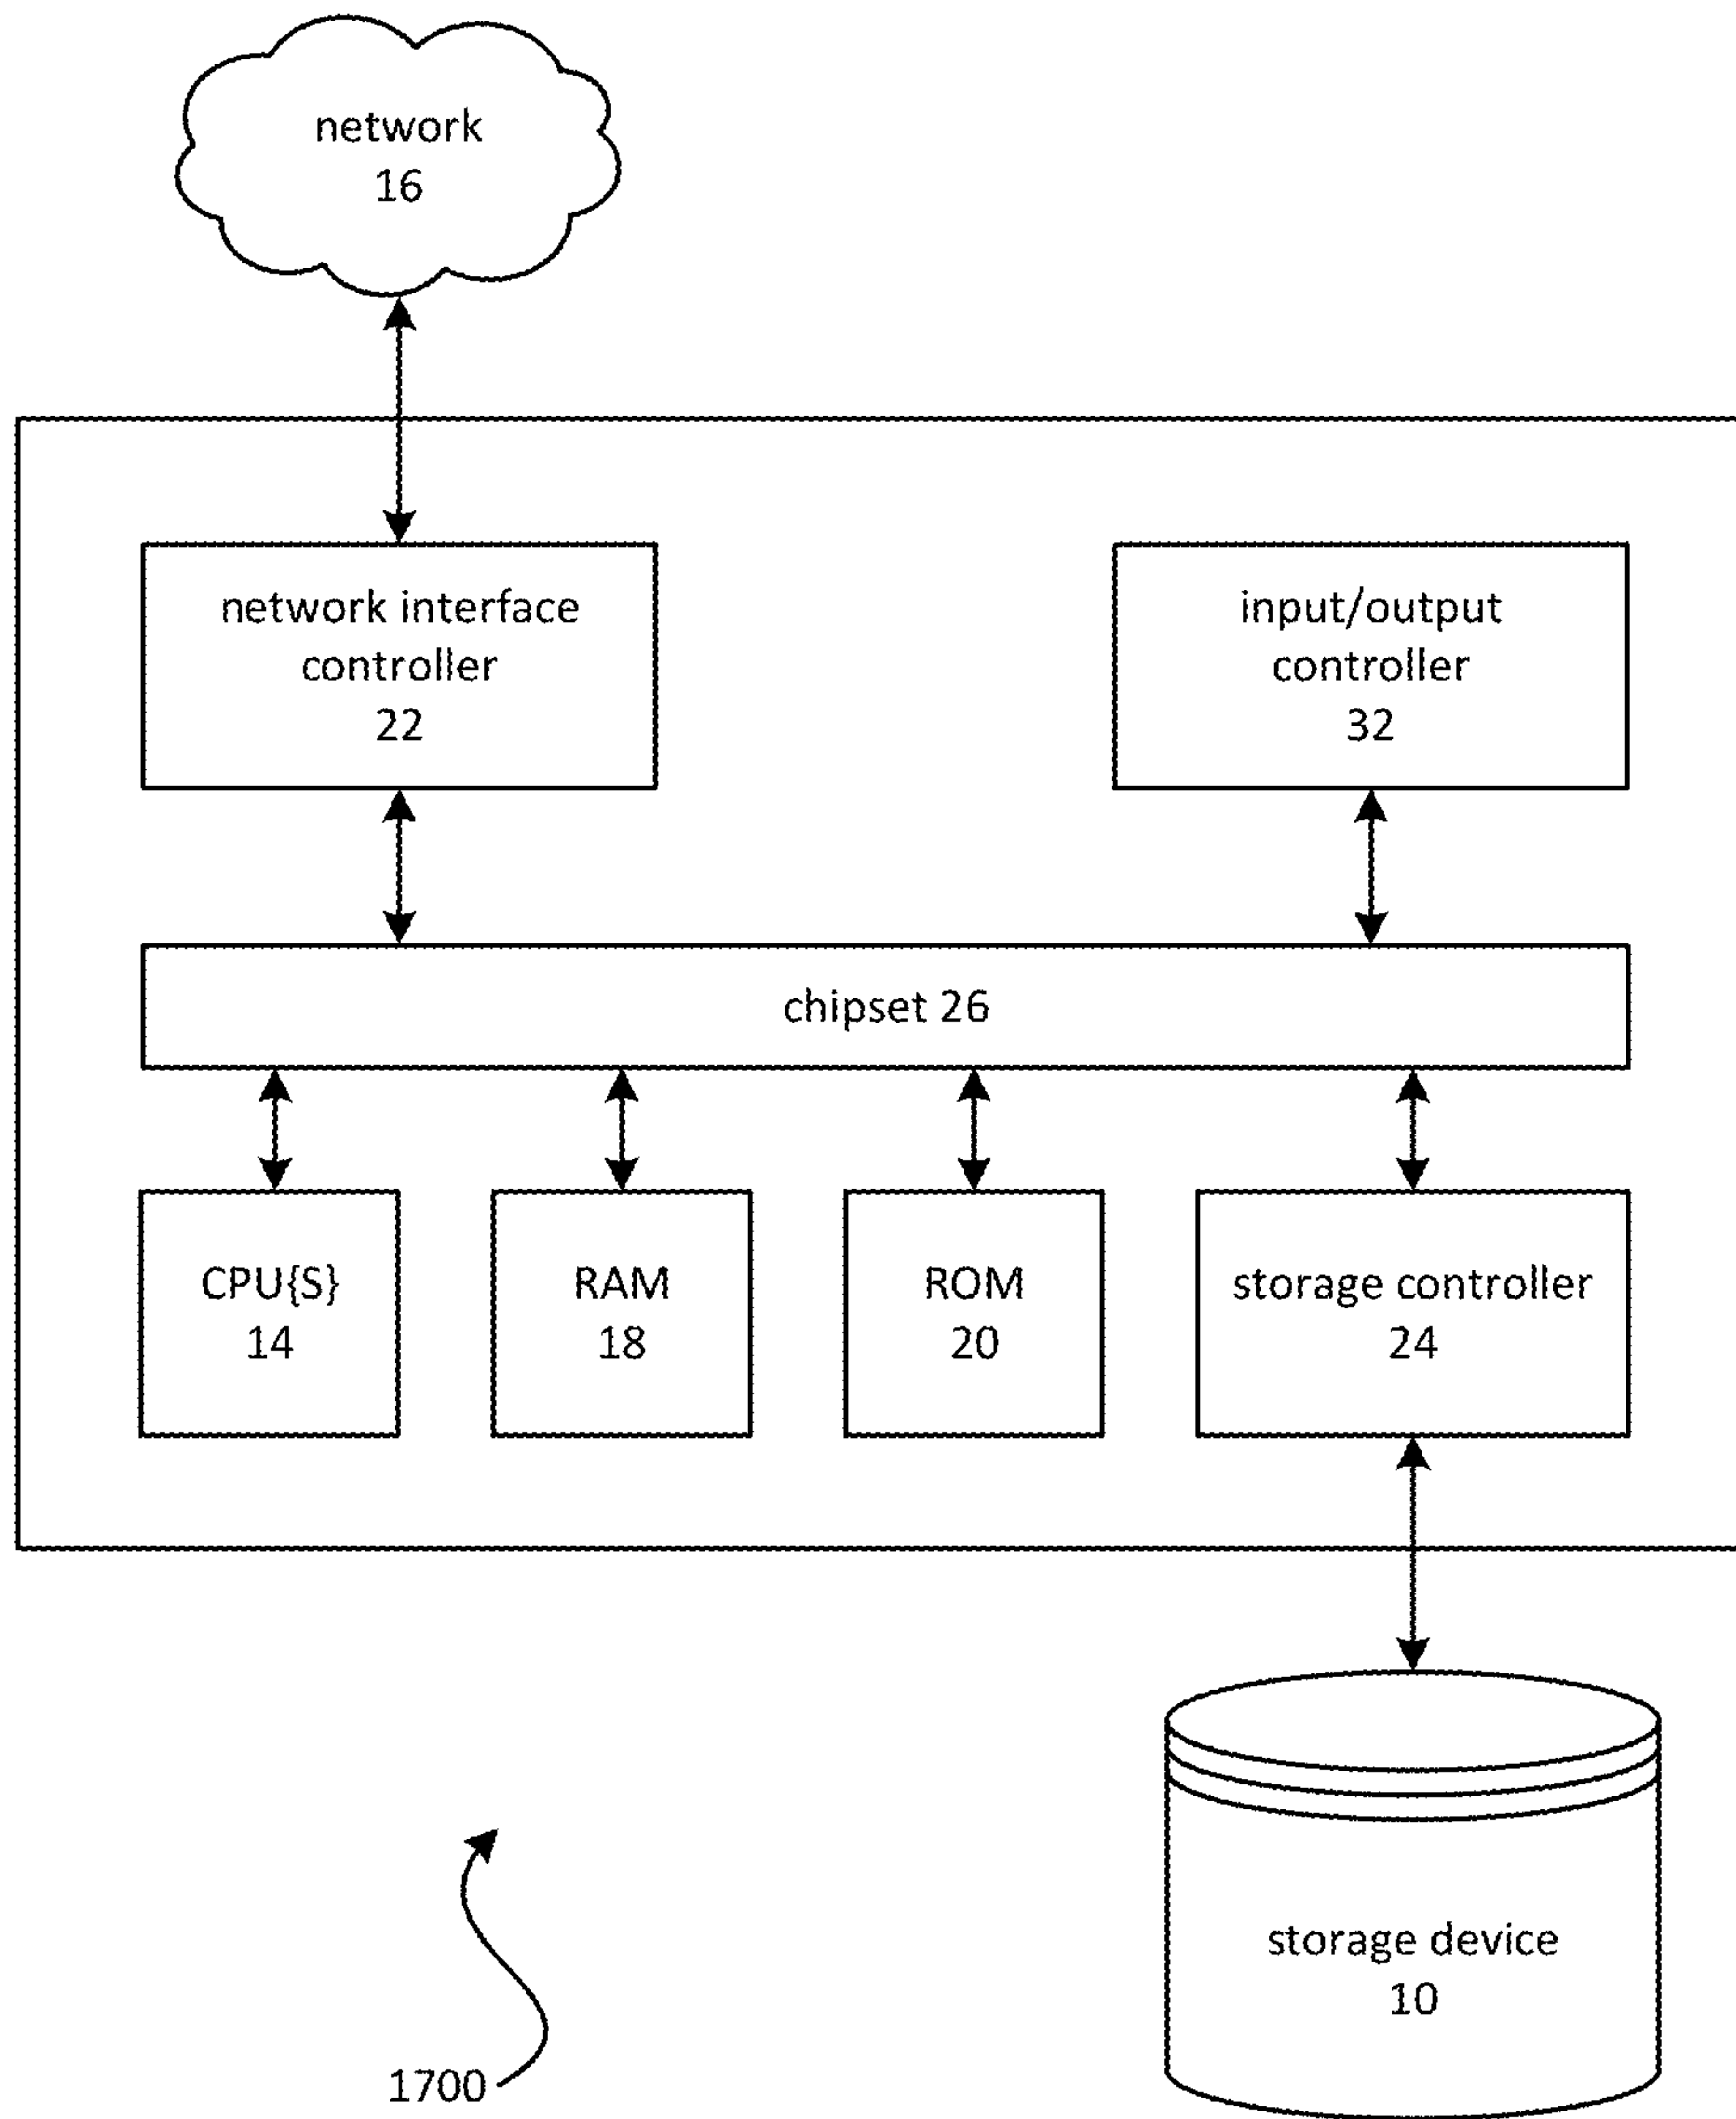 network
16
network interface
controller
22
input/output
controller
32
chipset 26
CPU{S}
14
RAM
18
ROM
20
storage controller
24
storage device
10
1700